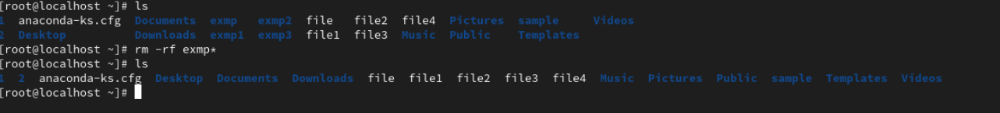 [root@localhost ~]# ls
1 anaconda-ks.cfg Documents exmp exmp2 file file2 file4 Pictures sample Videos
2 Desktop Downloads exmp1 exmp3 file1 file3 Music Public Templates
[root@localhost ~]# rm -rf exmp*
[root@localhost ~]# ls
1 2 anaconda-ks.cfg Desktop Documents Downloads file file1 file2 file3 file4 Music Pictures Public sample Templates Videos
[root@localhost ~]#